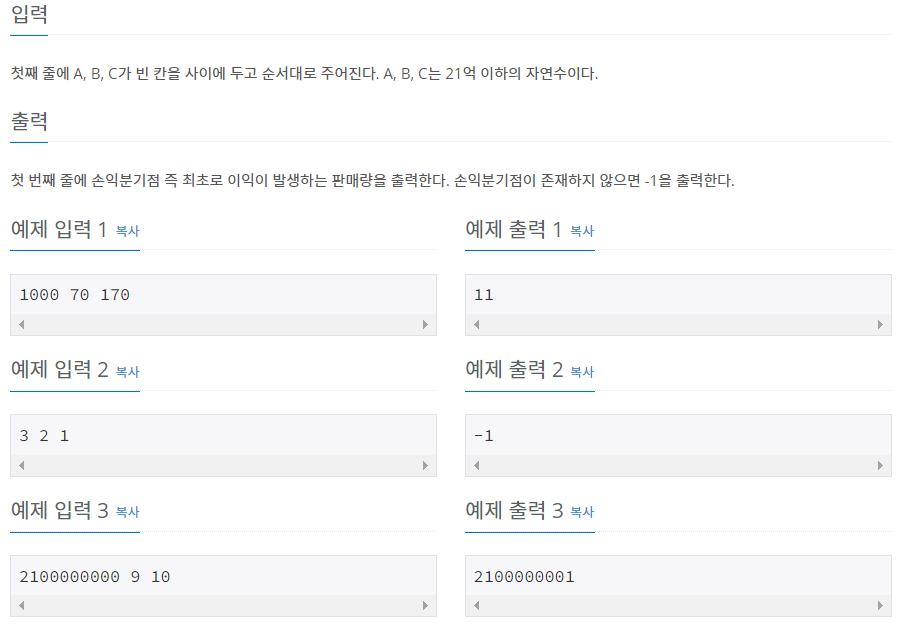 입력
첫째 줄에 A, B, C가 빈 칸을 사이에 두고 순서대로 주어진다. A, B, C는 21억 이하의 자연수이다.
출력
첫 번째 줄에 손익분기점 즉 최초로 이익이 발생하는 판매량을 출력한다. 손익분기점이 존재하지 않으면 -1을 출력한다.
예제 입력 1 복사
1000 70 170
예제 출력 1 복사
11
예제 입력 2 복사
3 2 1
예제 출력 2 복사
-1
예제 입력 3 복사
2100000000 9 10
예제 출력 3 복사
2100000001